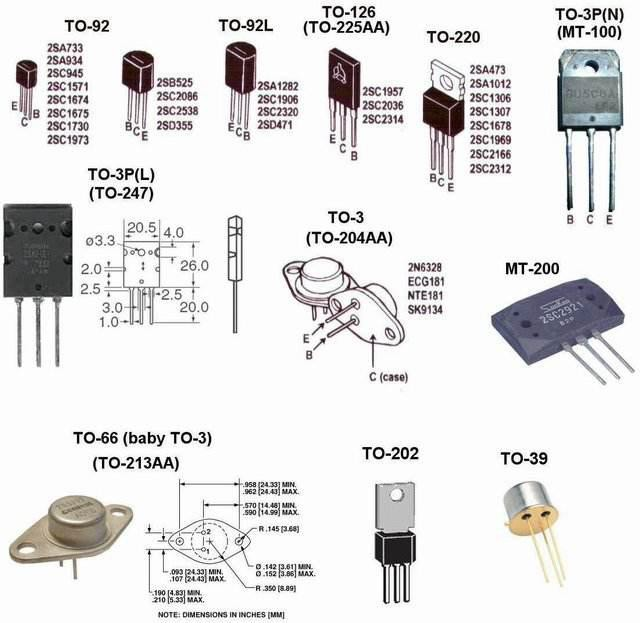 TO-92
2SA733
2SA934
2SC945
2SC1571
2SC1674
2SC1675
2SC1730
2SC1973
E
C
B
2SB525
2SC2086
2SC2538
2SD355
B
C
E
TO-92L
2SA1282
2SC1906
2SC2320
2SD471
E
C
B
TO-126
(TO-225AA)
2SC1957
2SC2036
2SC2314
E
C
B
TO-220
2SA473
2SA1012
2SC1306
2SC1307
2SC1678
2SC1969
2SC2166
2SC2312
B
C
E
TO-3P(N)
(MT-100)
B C E
TO-3P(L)
(TO-247)
JAPAN
20.5
ø3.3
4.0
2.0
26.0
2.5
2.5
3.0
20.0
1.0
TO-3
(TO-204AA)
2N6328
ECG181
NTE181
SK9134
E
B
C (case)
MT-200
Sanken
2SC2921
TO-66 (baby TO-3)
(TO-213AA)
.958 [24.33] MIN.
.962 [24.43] MAX.
.570 [14.48] MIN.
.590 [14.99] MAX.
R .145 [3.68]
2
1
Ø .142 [3.61] MIN.
Ø .152 [3.86] MAX.
.093 [24.33] MIN.
.107 [24.43] MAX.
R .350 [8.89]
.190 [4.83] MIN.
.210 [5.33] MAX.
NOTE: DIMENSIONS IN INCHES [MM]
TO-202
TO-39